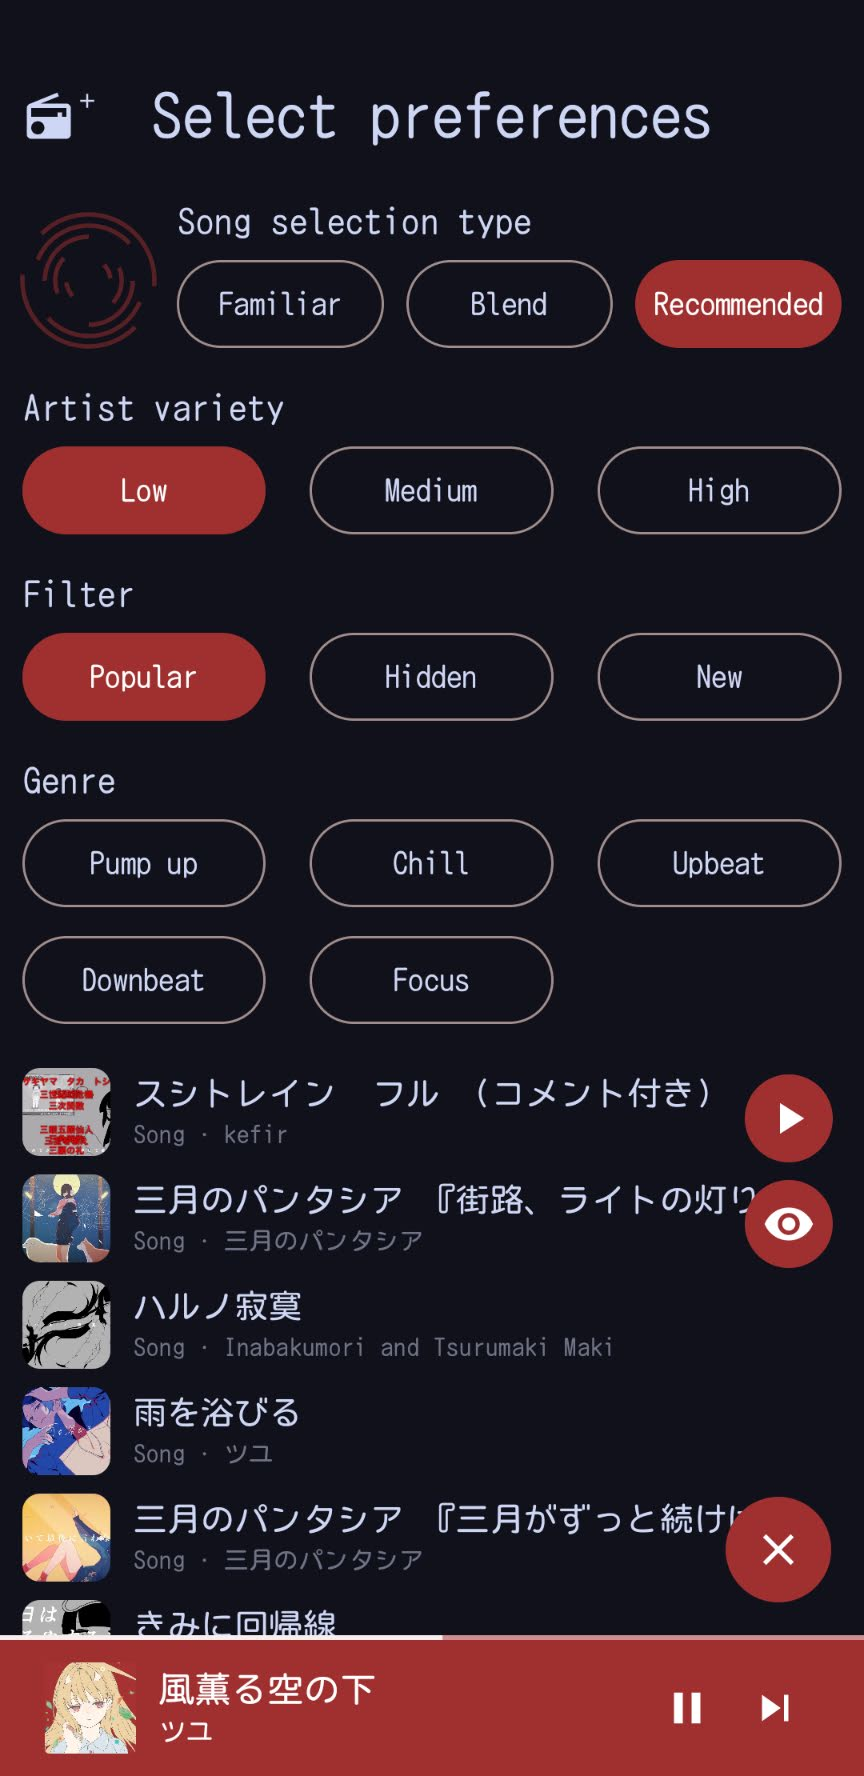 Select preferences
Song selection type
Familiar
Blend
Recommended
Artist variety
Low
Medium
High
Filter
Popular
Hidden
New
Genre
Pump up
Chill
Upbeat
Downbeat
Focus
スシトレイン　フル （コメント付き）
Song · kefir
三月のパンタシア 『街路、ライトの灯り
Song · 三月のパンタシア
ハルノ寂寞
Song · Inabakumori and Tsurumaki Maki
雨を浴びる
Song · ツユ
三月のパンタシア 『三月がずっと続けば
Song · 三月のパンタシア
きみに回帰線
風薫る空の下
ツユ